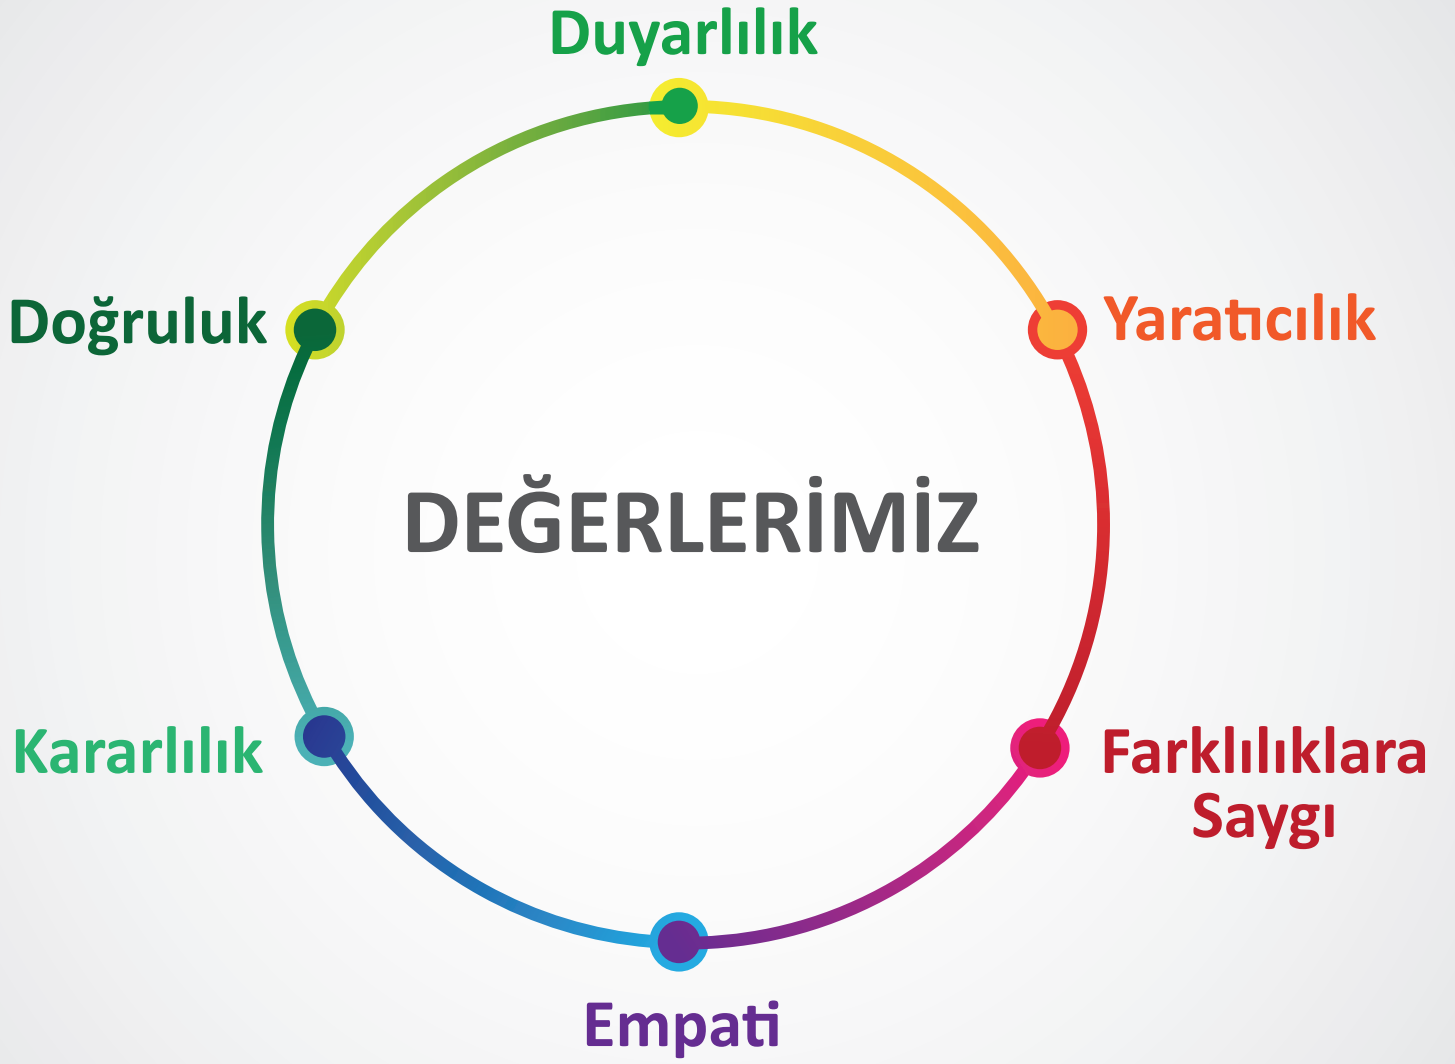 Duyarlılık
Doğruluk
Yaratıcılık
DEĞERLERİMİZ
Kararlılık
Farklılıklara
Saygı
Empati